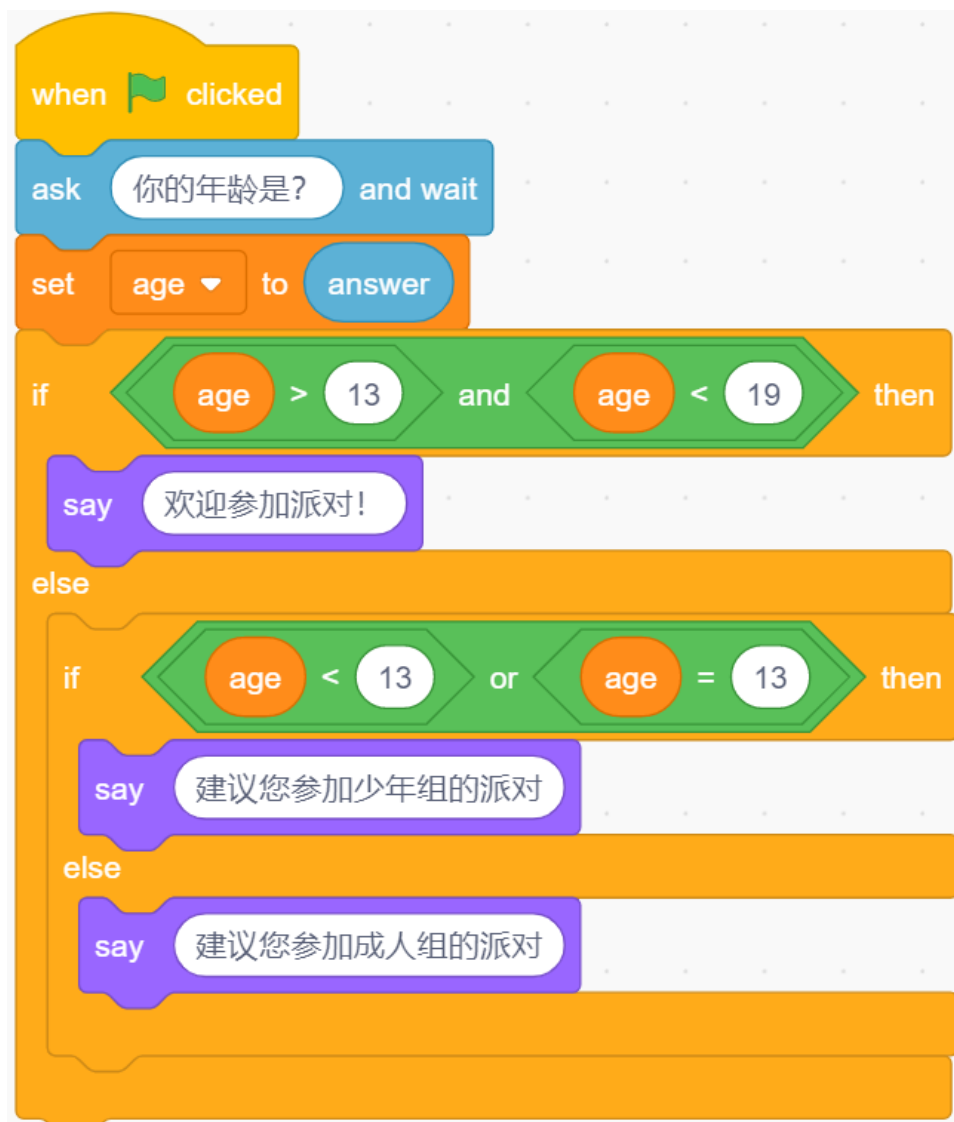 when clicked
ask 你的年龄是? and wait
set age to answer
if age > 13 and age < 19 then
say 欢迎参加派对!
else
if age < 13 or age = 13 then
say 建议您参加少年组的派对
else
say 建议您参加成人组的派对